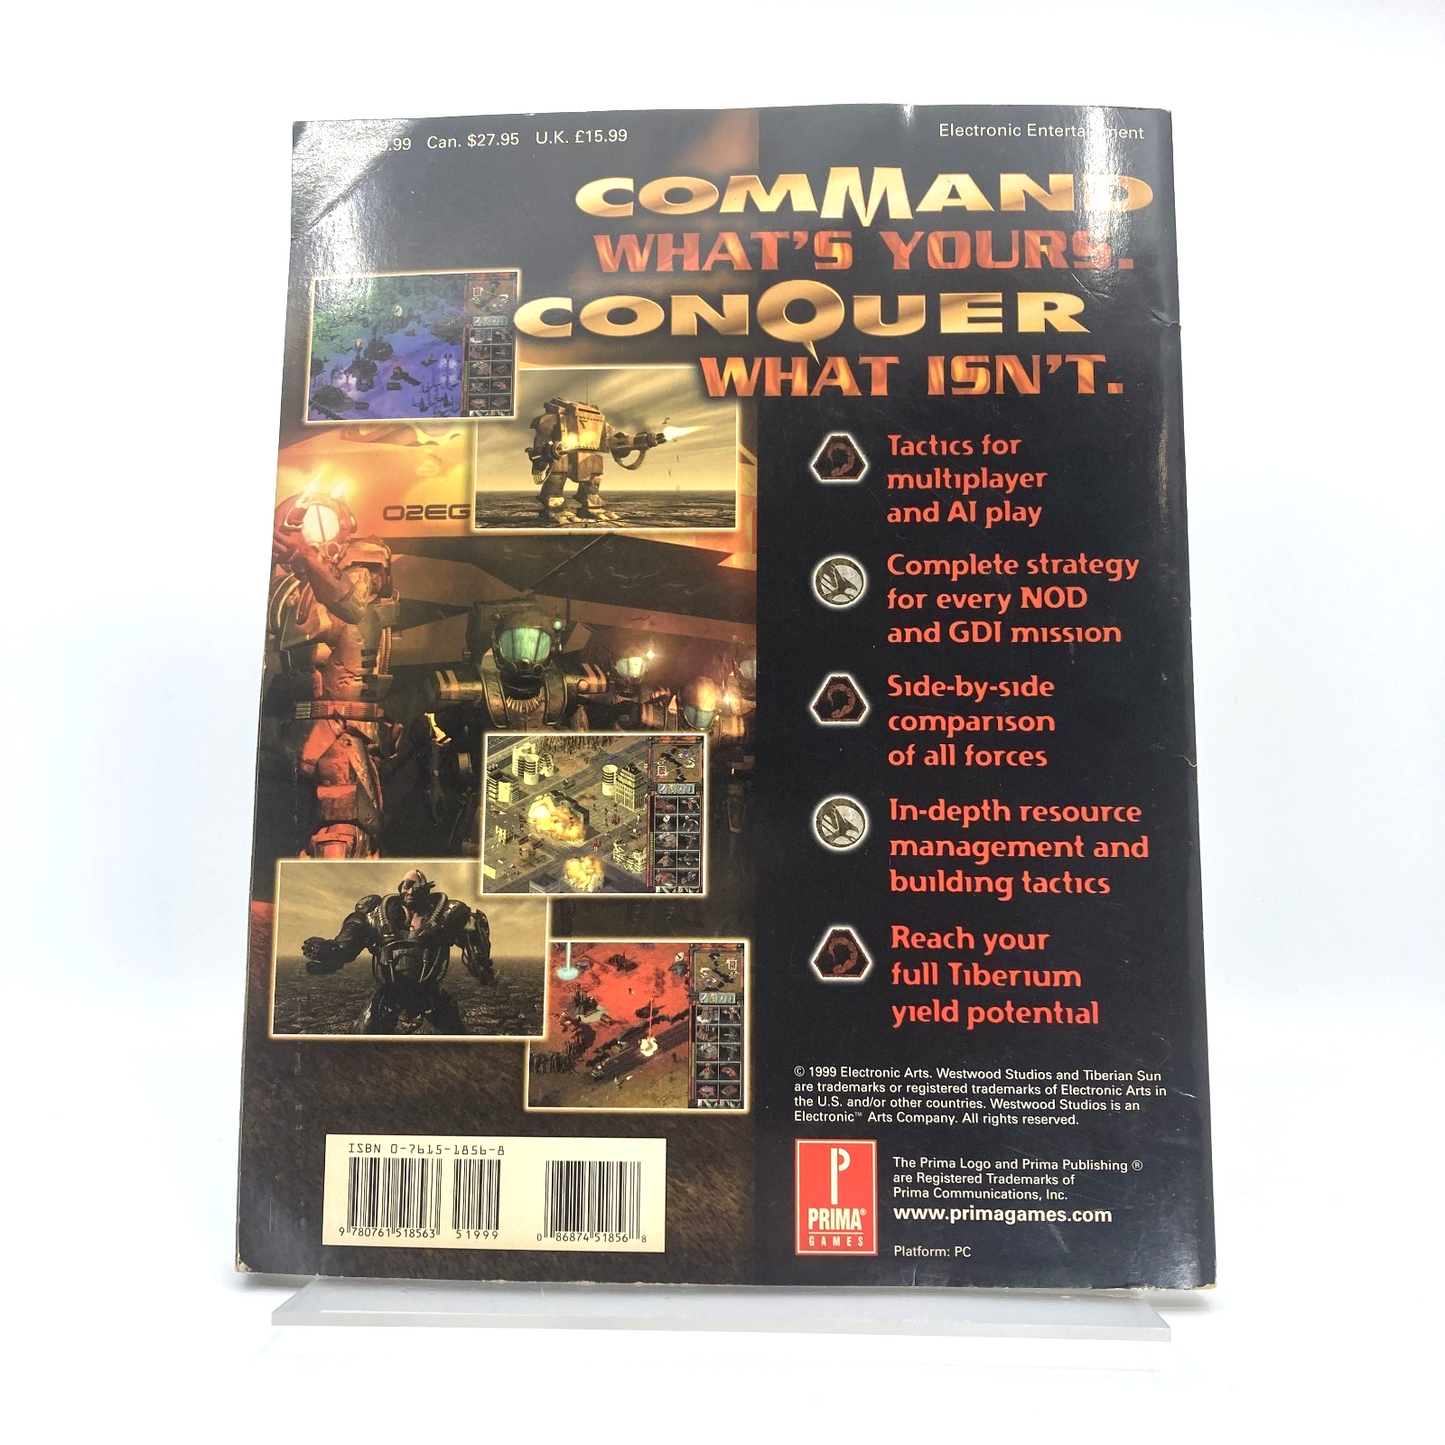 9.99 Can. $27.95 U.K. £15.99
Electronic Entertainment
COMMAND
WHAT'S YOURS.
CONQUER
WHAT ISN'T.
02EG
Tactics for
multiplayer
and AI play
Complete strategy
for every NOD
and GDI mission
Side-by-side
comparison
of all forces
In-depth resource
management and
building tactics
Reach your
full Tiberium
yield potential
© 1999 Electronic Arts. Westwood Studios and Tiberian Sun
are trademarks or registered trademarks of Electronic Arts in
the U.S. and/or other countries. Westwood Studios is an
Electronic™ Arts Company. All rights reserved.
ISBN 0-7615-1856-8
9 780761 518563
51999
0 86874 51856 8
PRIMA®
GAMES
The Prima Logo and Prima Publishing ®
are Registered Trademarks of
Prima Communications, Inc.
www.primagames.com
Platform: PC